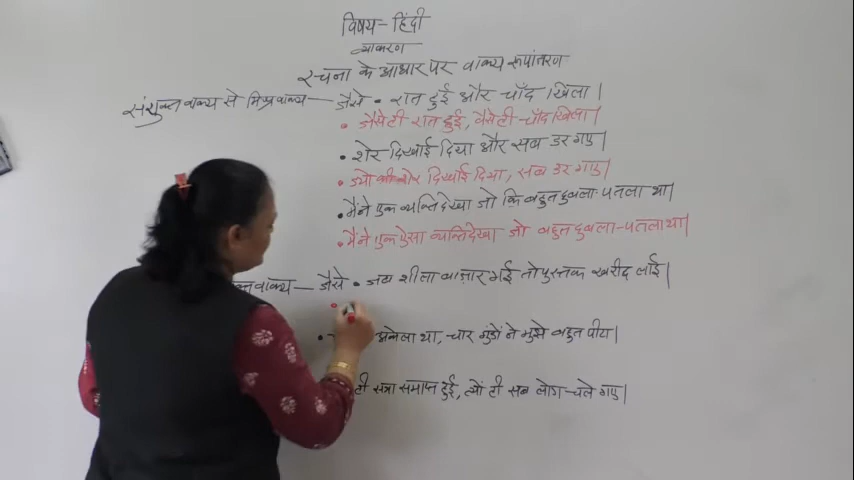 विषय- हिंदी
व्याकरण
रचना के आधार पर वाक्य रूपांतरण
संयुक्त वाक्य से मिश्र वाक्य — जैसे • रात हुई और चाँद खिला|
• जैसे ही रात हुई, वैसे ही चाँद खिला|
• शेर दिखाई दिया और सब डर गए|
• ज्यों ही शेर दिखाई दिया, सब डर गए|
• मैंने एक व्यक्ति देखा जो कि बहुत दुबला-पतला था|
• मैंने एक ऐसा व्यक्ति देखा जो बहुत दुबला-पतला था|
वाक्य — जैसे • जब शीला बाज़ार गई तो पुस्तक खरीद लाई|
• अकेला था, चार गुंडों ने मुझे बहुत पीटा|
ही सभा समाप्त हुई, त्यों ही सब लोग चले गए|